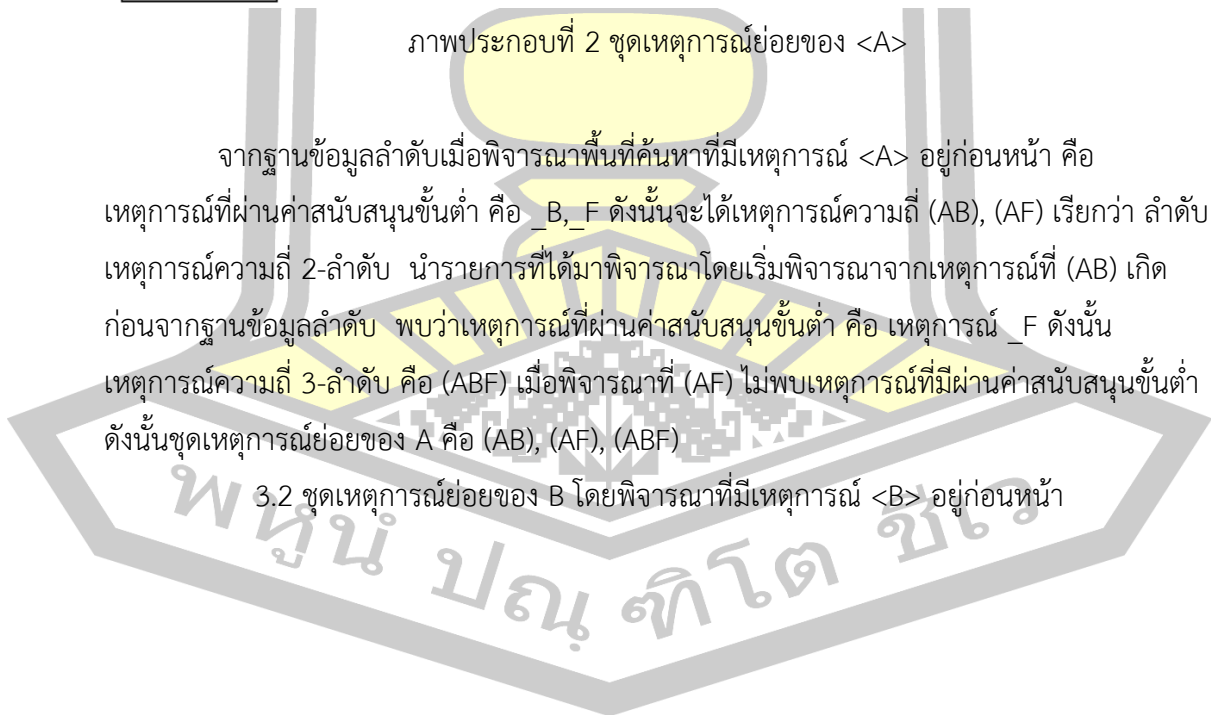 ภาพประกอบที่ 2 ชุดเหตุการณ์ย่อยของ <A>
จากฐานข้อมูลลำดับเมื่อพิจารณาพื้นที่ค้นหาที่มีเหตุการณ์ <A> อยู่ก่อนหน้า คือ
เหตุการณ์ที่ผ่านค่าสนับสนุนขั้นต่ำ คือ _B,_F ดังนั้นจะได้เหตุการณ์ความถี่ (AB), (AF) เรียกว่า ลำดับ
เหตุการณ์ความถี่ 2-ลำดับ นำรายการที่ได้มาพิจารณาโดยเริ่มพิจารณาจากเหตุการณ์ที่ (AB) เกิด
ก่อนจากฐานข้อมูลลำดับ พบว่าเหตุการณ์ที่ผ่านค่าสนับสนุนขั้นต่ำ คือ เหตุการณ์ _F ดังนั้น
เหตุการณ์ความถี่ 3-ลำดับ คือ (ABF) เมื่อพิจารณาที่ (AF) ไม่พบเหตุการณ์ที่มีผ่านค่าสนับสนุนขั้นต่ำ
ดังนั้นชุดเหตุการณ์ย่อยของ A คือ (AB), (AF), (ABF)
3.2 ชุดเหตุการณ์ย่อยของ B โดยพิจารณาที่มีเหตุการณ์ <B> อยู่ก่อนหน้า
พหูนํ ปณฺฑิโต ชีเว